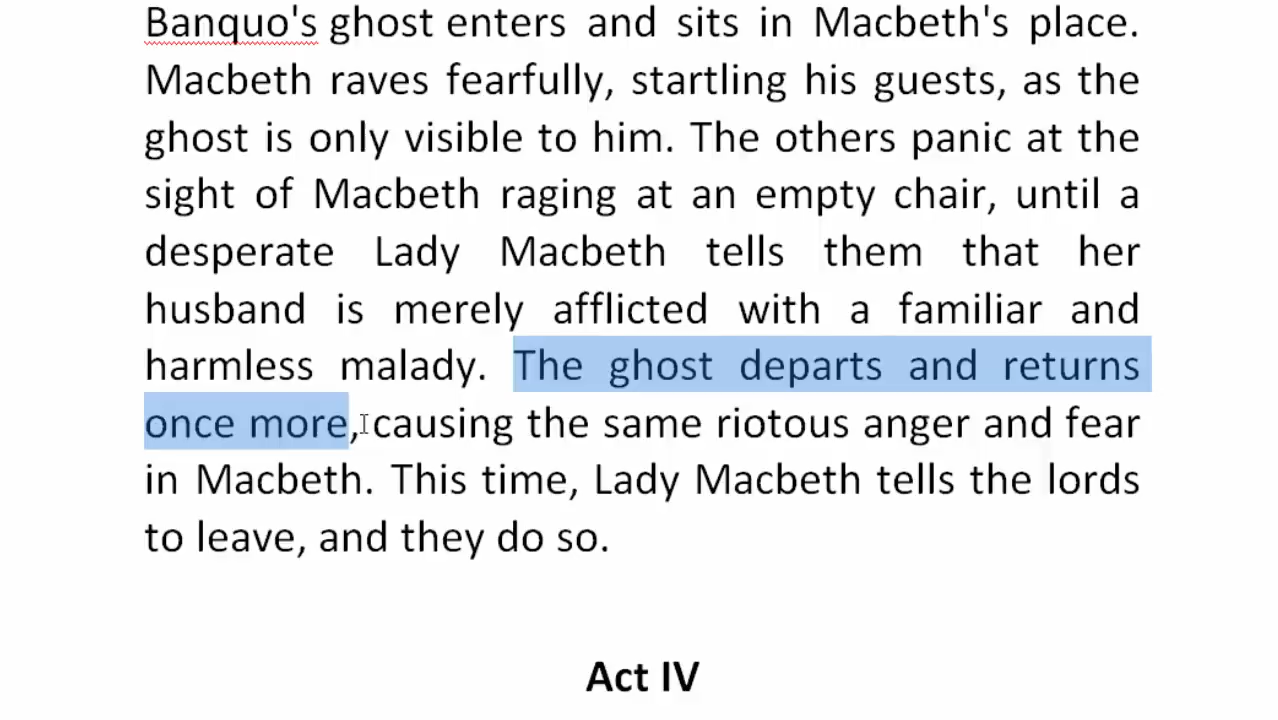 Banquo's ghost enters and sits in Macbeth's place.
Macbeth raves fearfully, startling his guests, as the
ghost is only visible to him. The others panic at the
sight of Macbeth raging at an empty chair, until a
desperate Lady Macbeth tells them that her
husband is merely afflicted with a familiar and
harmless malady. The ghost departs and returns
once more, causing the same riotous anger and fear
in Macbeth. This time, Lady Macbeth tells the lords
to leave, and they do so.
Act IV